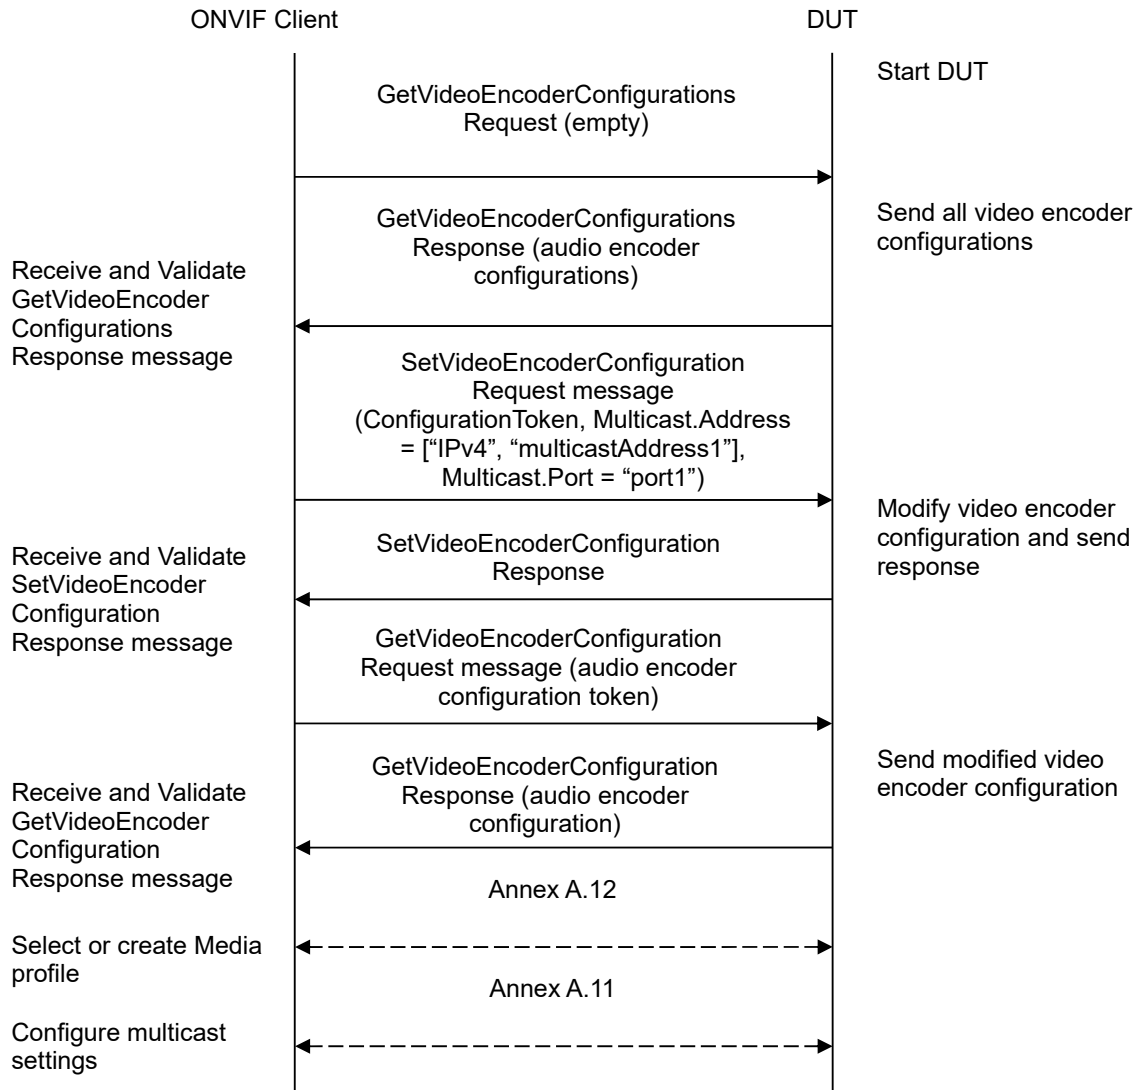 ONVIF Client
DUT
Start DUT
GetVideoEncoderConfigurations
Request (empty)
Send all video encoder
configurations
GetVideoEncoderConfigurations
Response (audio encoder
configurations)
Receive and Validate
GetVideoEncoder
Configurations
Response message
SetVideoEncoderConfiguration
Request message
(ConfigurationToken, Multicast.Address
= [“IPv4”, “multicastAddress1”],
Multicast.Port = “port1”)
Modify video encoder
configuration and send
response
SetVideoEncoderConfiguration
Response
Receive and Validate
SetVideoEncoder
Configuration
Response message
GetVideoEncoderConfiguration
Request message (audio encoder
configuration token)
Send modified video
encoder configuration
GetVideoEncoderConfiguration
Response (audio encoder
configuration)
Receive and Validate
GetVideoEncoder
Configuration
Response message
Annex A.12
Select or create Media
profile
Annex A.11
Configure multicast
settings